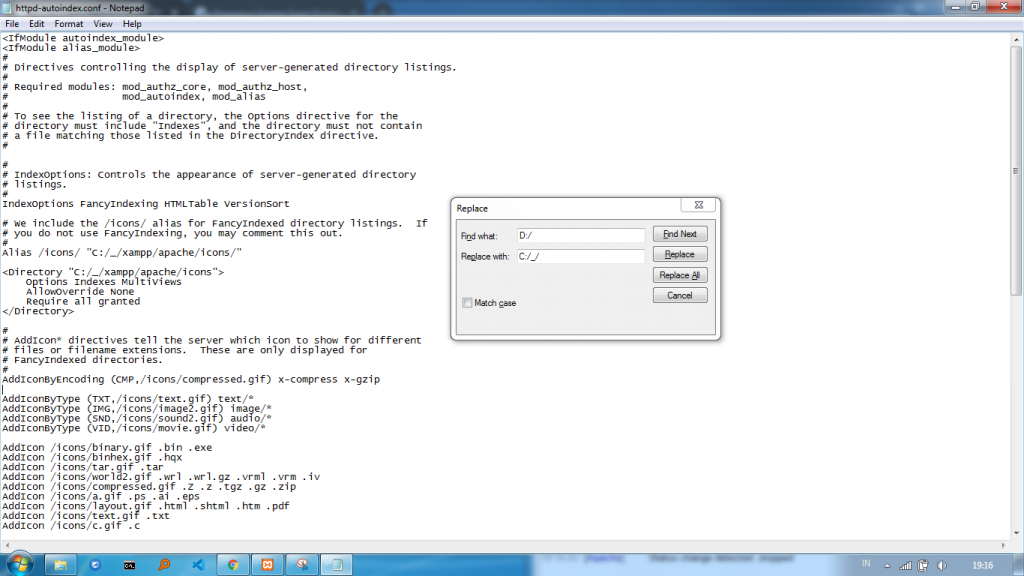 httpd-autoindex.conf - Notepad
File Edit Format View Help
<IfModule autoindex_module>
<IfModule alias_module>
#
# Directives controlling the display of server-generated directory listings.
#
# Required modules: mod_authz_core, mod_authz_host,
#                   mod_autoindex, mod_alias
#
# To see the listing of a directory, the Options directive for the
# directory must include "Indexes", and the directory must not contain
# a file matching those listed in the DirectoryIndex directive.
#
#
# IndexOptions: Controls the appearance of server-generated directory
# listings.
#
IndexOptions FancyIndexing HTMLTable VersionSort
# We include the /icons/ alias for FancyIndexed directory listings.  If
# you do not use FancyIndexing, you may comment this out.
#
Alias /icons/ "C:/_/xampp/apache/icons/"
<Directory "C:/_/xampp/apache/icons">
    Options Indexes MultiViews
    AllowOverride None
    Require all granted
</Directory>
#
# AddIcon* directives tell the server which icon to show for different
# files or filename extensions.  These are only displayed for
# FancyIndexed directories.
#
AddIconByEncoding (CMP,/icons/compressed.gif) x-compress x-gzip
AddIconByType (TXT,/icons/text.gif) text/*
AddIconByType (IMG,/icons/image2.gif) image/*
AddIconByType (SND,/icons/sound2.gif) audio/*
AddIconByType (VID,/icons/movie.gif) video/*
AddIcon /icons/binary.gif .bin .exe
AddIcon /icons/binhex.gif .hqx
AddIcon /icons/tar.gif .tar
AddIcon /icons/world2.gif .wrl .wrl.gz .vrml .vrm .iv
AddIcon /icons/compressed.gif .Z .z .tgz .gz .zip
AddIcon /icons/a.gif .ps .ai .eps
AddIcon /icons/layout.gif .html .shtml .htm .pdf
AddIcon /icons/text.gif .txt
AddIcon /icons/c.gif .c
Replace
Find what: D:/ Find Next
Replace with: C:/_/ Replace
Replace All
Cancel
Match case
IN 19:16